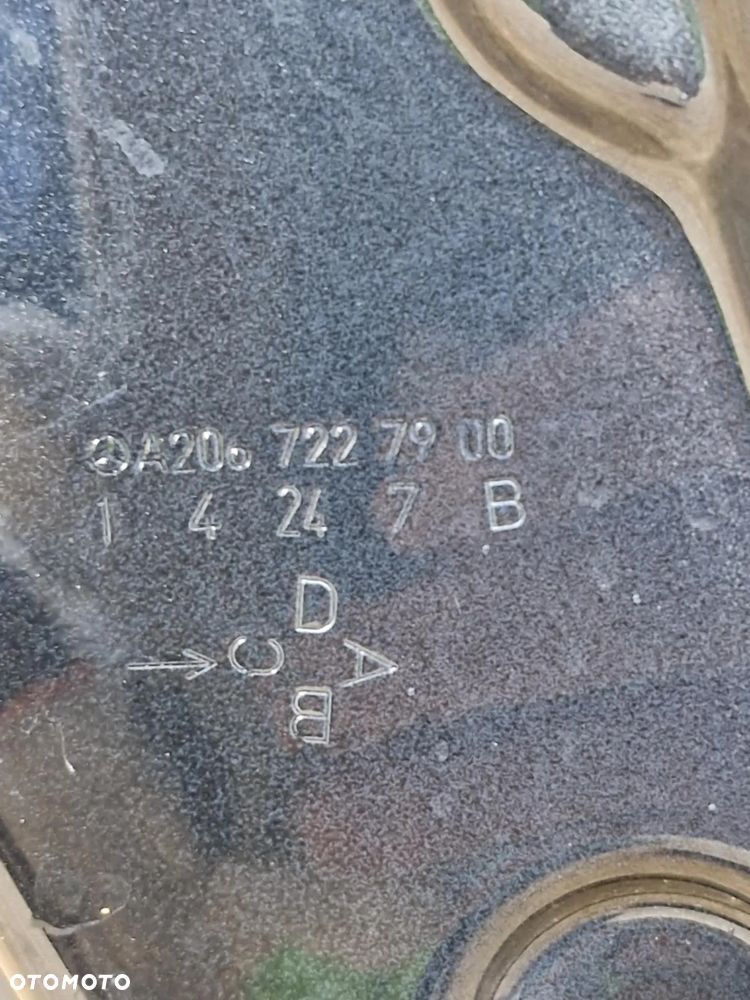 A206 722 79 00
1 4 24 7 B
D
C A
B
OTOMOTO